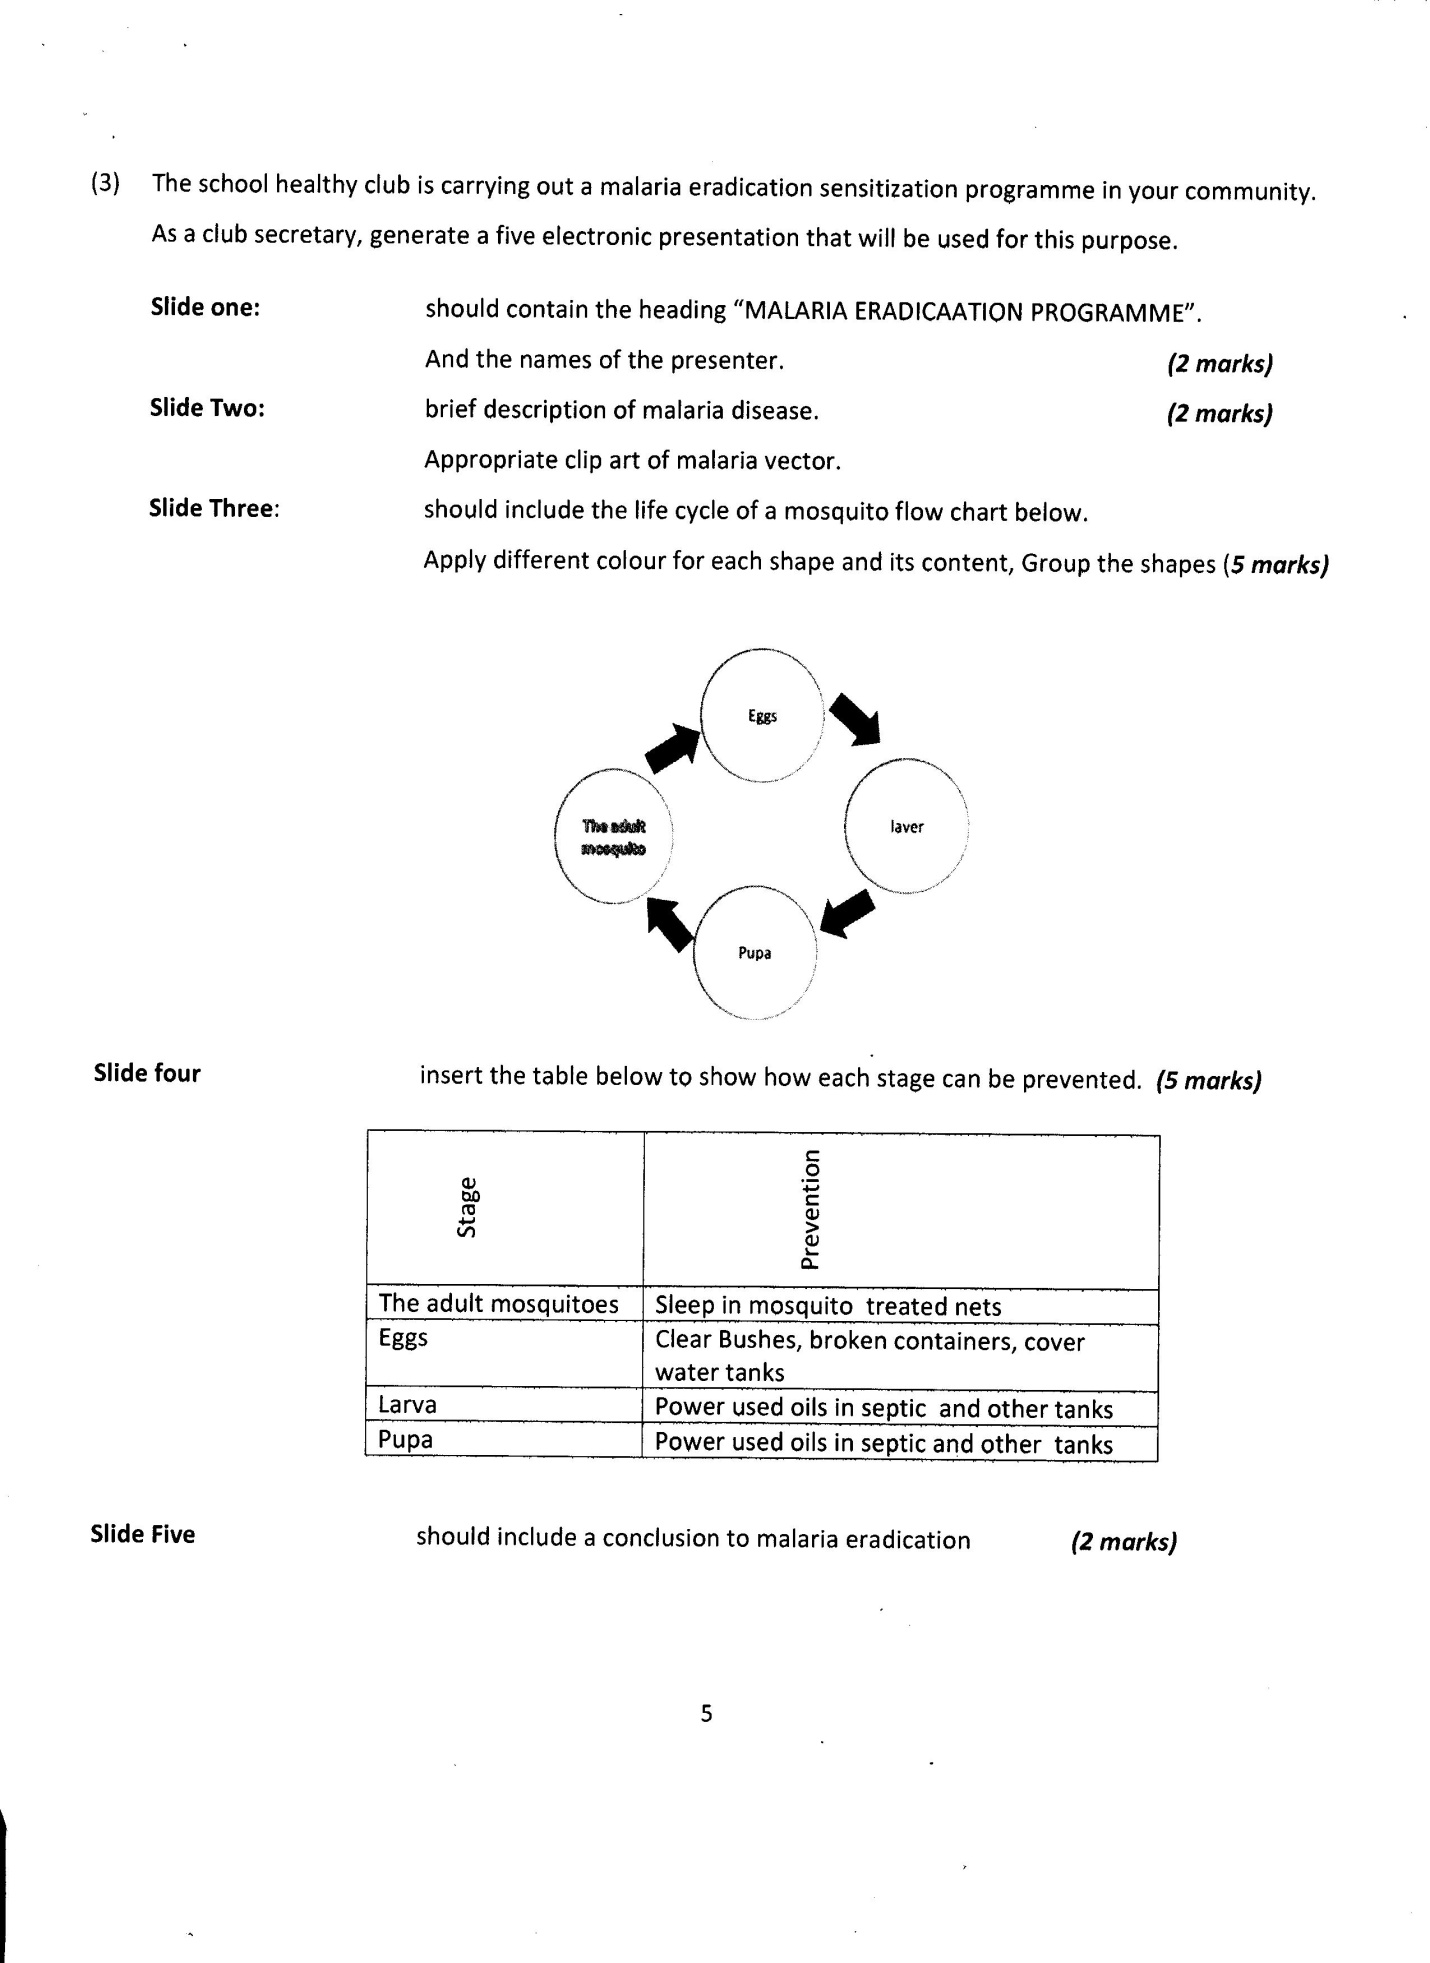 (3) The school healthy club is carrying out a malaria eradication sensitization programme in your community.
As a club secretary, generate a five electronic presentation that will be used for this purpose.
Slide one: should contain the heading "MALARIA ERADICAATION PROGRAMME".
And the names of the presenter. (2 marks)
Slide Two: brief description of malaria disease. (2 marks)
Appropriate clip art of malaria vector.
Slide Three: should include the life cycle of a mosquito flow chart below.
Apply different colour for each shape and its content, Group the shapes (5 marks)
Eggs
laver
Pupa
The adult
mosquito
Slide four insert the table below to show how each stage can be prevented. (5 marks)
Stage Prevention
The adult mosquitoes Sleep in mosquito treated nets
Eggs Clear Bushes, broken containers, cover
water tanks
Larva Power used oils in septic and other tanks
Pupa Power used oils in septic and other tanks
Slide Five should include a conclusion to malaria eradication (2 marks)
5